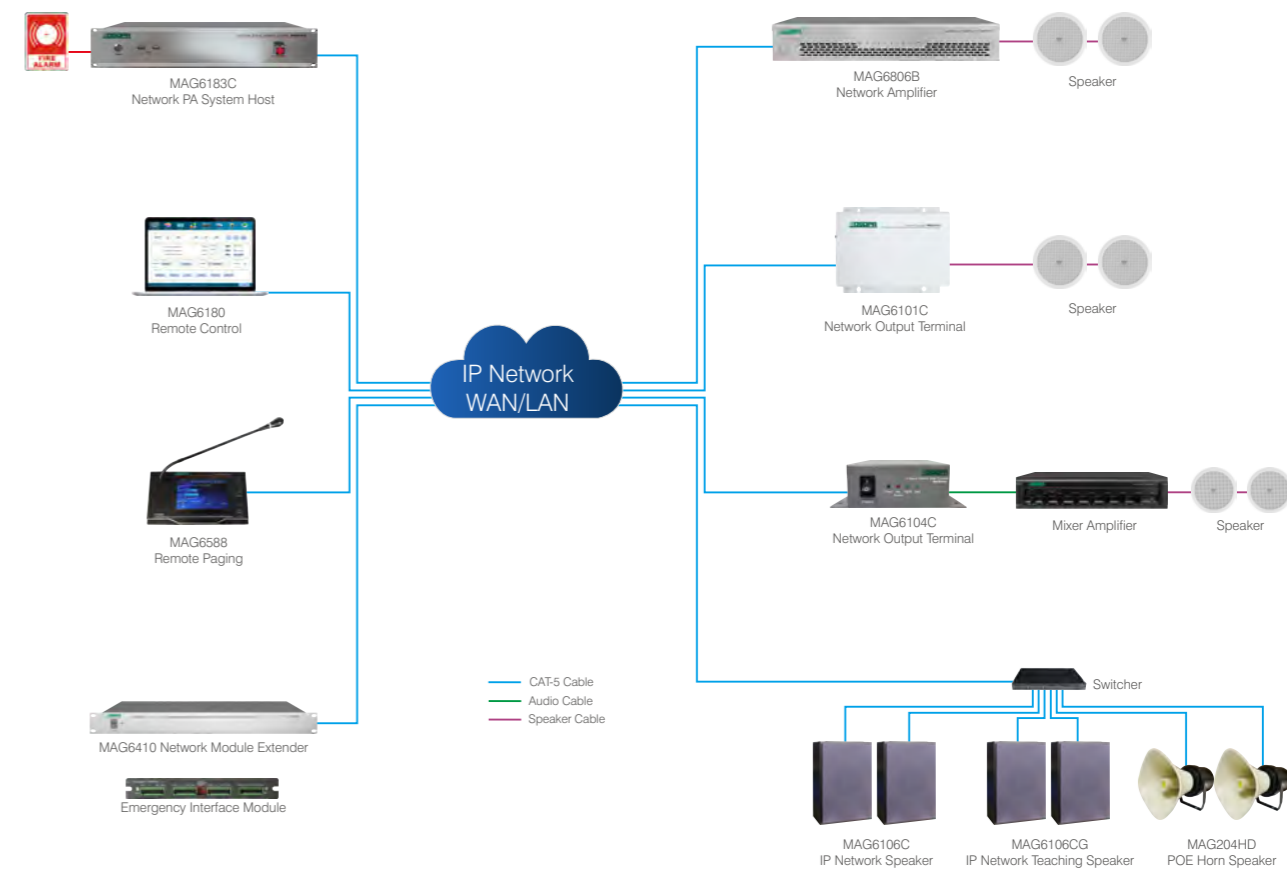 FIRE
ALARM
MAG6183C
Network PA System Host
MAG6806B
Network Amplifier
Speaker
MAG6180
Remote Control
MAG6101C
Network Output Terminal
Speaker
IP Network
WAN/LAN
MAG6588
Remote Paging
MAG6104C
Network Output Terminal
Mixer Amplifier
Speaker
CAT-5 Cable
Audio Cable
Speaker Cable
Switcher
MAG6410 Network Module Extender
Emergency Interface Module
MAG6106C
IP Network Speaker
MAG6106CG
IP Network Teaching Speaker
MAG204HD
POE Horn Speaker